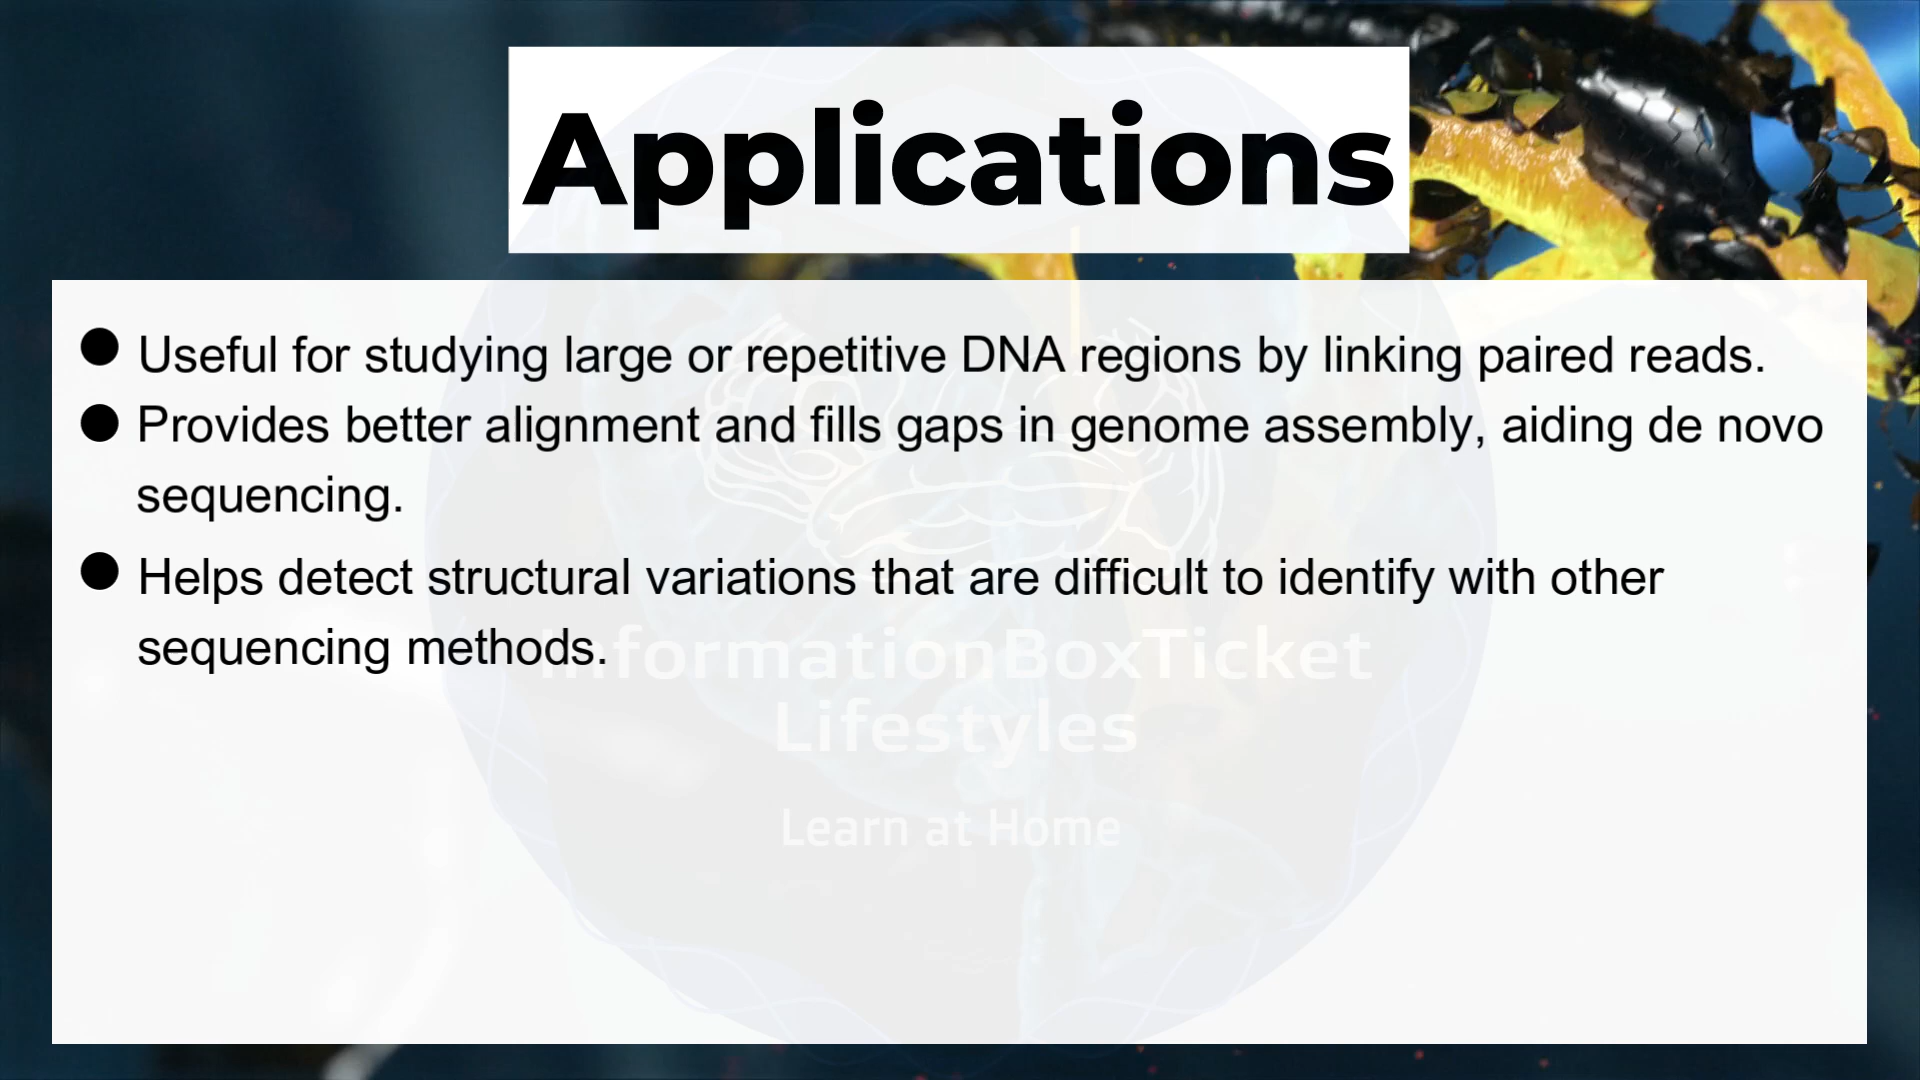 Applications
● Useful for studying large or repetitive DNA regions by linking paired reads.
● Provides better alignment and fills gaps in genome assembly, aiding de novo
sequencing.
● Helps detect structural variations that are difficult to identify with other
sequencing methods.
InformationBoxTicket
Lifestyles
Learn at Home